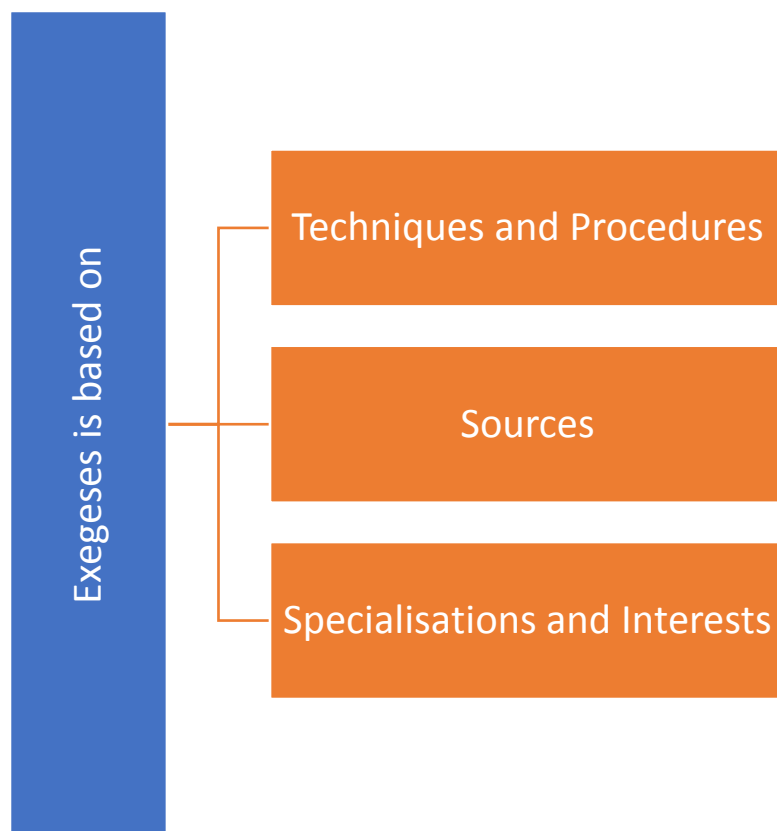 Exegeses is based on
Techniques and Procedures
Sources
Specialisations and Interests